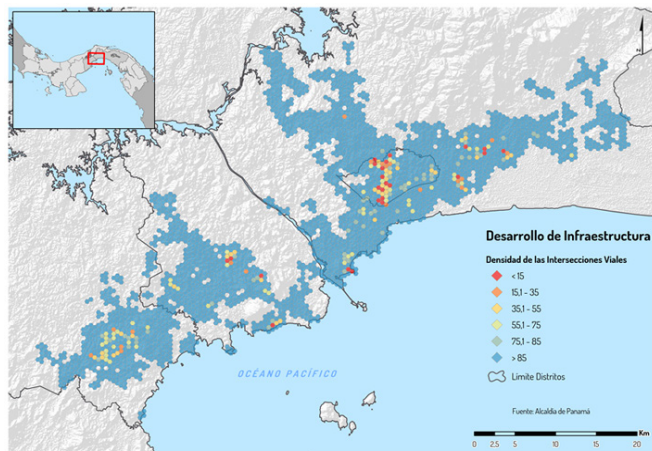 Desarrollo de Infraestructura
Densidad de las Intersecciones Viales
< 15
15,1 - 35
35,1 - 55
55,1 - 75
75,1 - 85
> 85
Límite Distritos
OCÉANO PACÍFICO
Fuente: Alcaldía de Panamá
Km
0 2,5 5 10 15 20